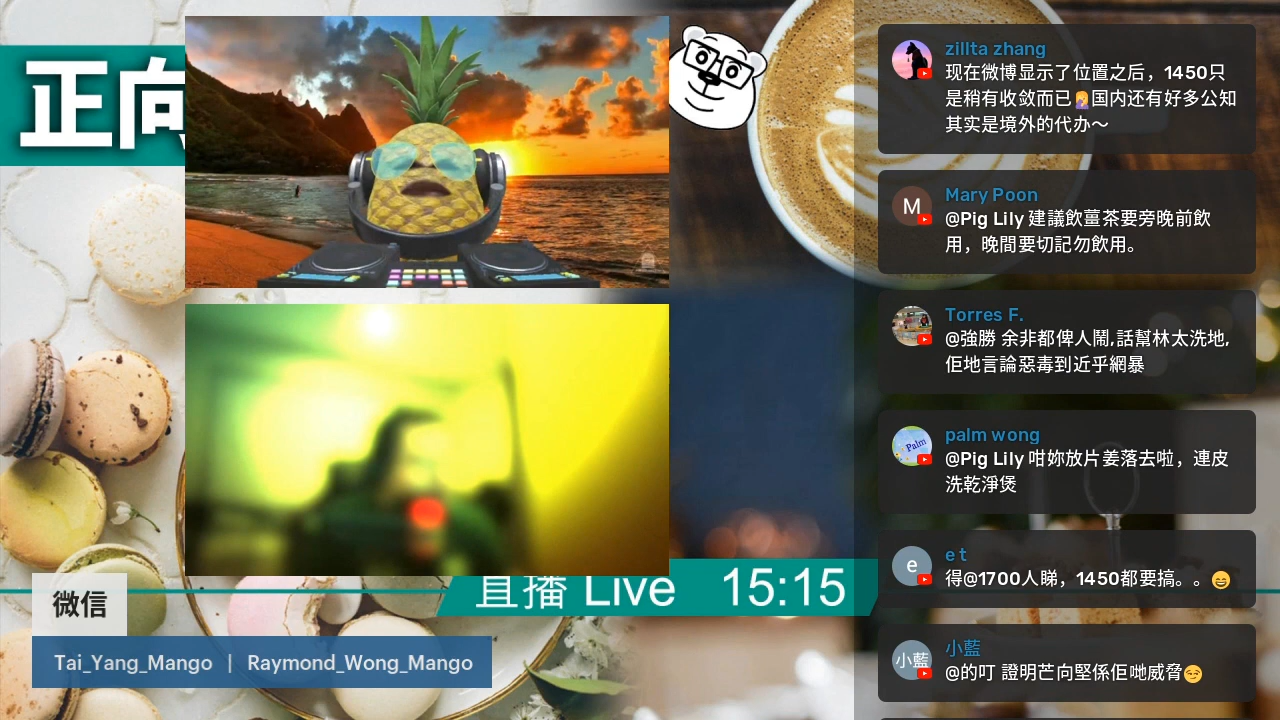 正向
zillta zhang
现在微博显示了位置之后，1450只
是稍有收敛而已🤦‍♀️国内还有好多公知
其实是境外的代办～
M
Mary Poon
@Pig Lily 建議飲薑茶要旁晚前飲
用，晚間要切記勿飲用。
Torres F.
@強勝 余非都俾人鬧,話幫林太洗地,
佢地言論惡毒到近乎網暴
Palm
palm wong
@Pig Lily 咁妳放片姜落去啦，連皮
洗乾淨煲
e
e t
得@1700人睇，1450都要搞。。😄
小藍
小藍
@的叮 證明芒向堅係佢哋威脅😏
直播 Live 15:15
微信
Tai_Yang_Mango | Raymond_Wong_Mango